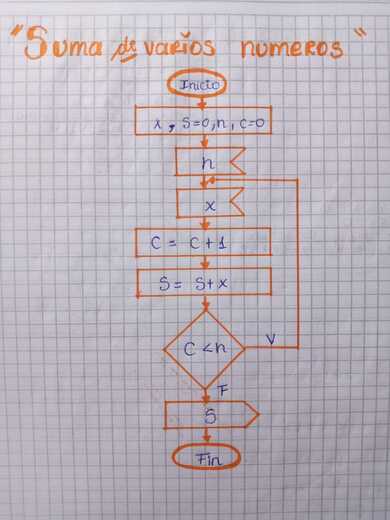 "Suma de varios numeros"
Inicio
x, S=0, n, C=0
n
x
C = C+1
S = S+x
C < n
V
F
S
Fin